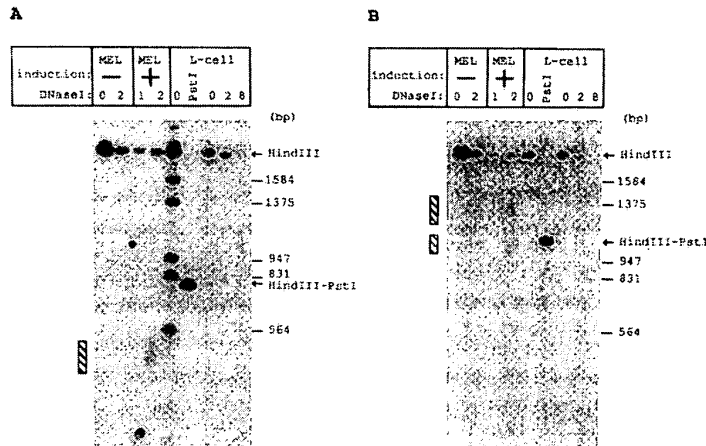 A
MEL MEL L-cell
induction: − +
DNaseI: 0 2 1 2 0 PstI 0 2 8
(bp)
← HindIII
1584
1375
947
831
← HindIII-PstI
964
B
MEL MEL L-cell
induction: − +
DNaseI: 0 2 1 2 0 PstI 0 2 8
(bp)
← HindIII
1584
1375
← HindIII-PstI
947
831
564